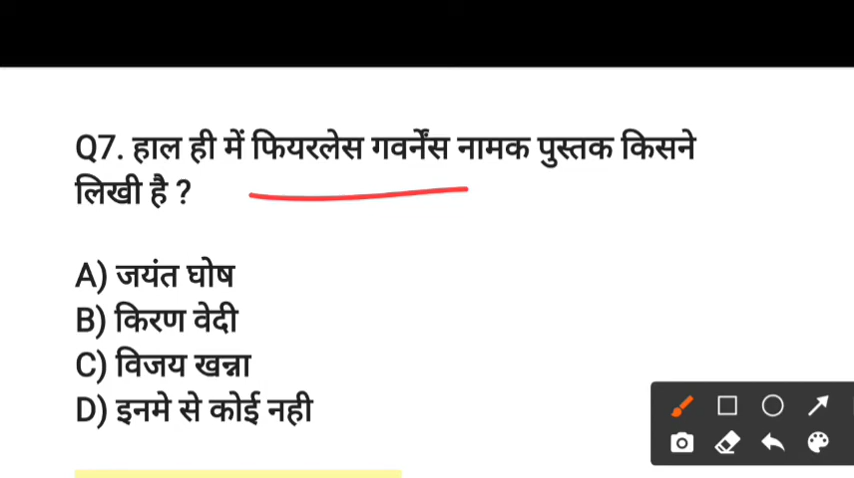 Q7. हाल ही में फियरलेस गवर्नेंस नामक पुस्तक किसने
लिखी है ?
A) जयंत घोष
B) किरण वेदी
C) विजय खन्ना
D) इनमे से कोई नही